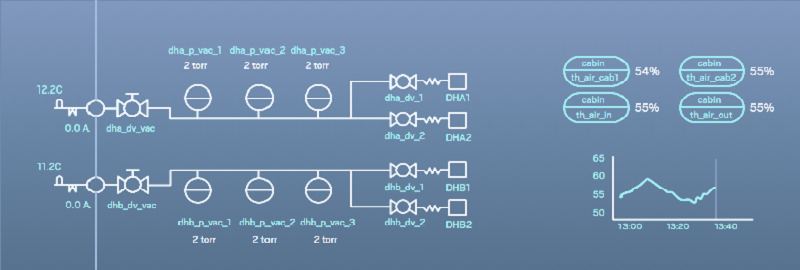 dha_p_vac_1 dha_p_vac_2 dha_p_vac_3
2 torr 2 torr 2 torr
12.2C
0.0 A.
dha_dv_vac
dha_dv_1
DHA1
dha_dv_2
DHA2
11.2C
0.0 A.
dhb_dv_vac
dhb_dv_1
DHB1
dhb_dv_2
DHB2
dhb_p_vac_1 dhb_p_vac_2 dhb_p_vac_3
2 torr 2 torr 2 torr
cabin
th_air_cab1
54%
cabin
th_air_cab2
55%
cabin
th_air_in
55%
cabin
th_air_out
55%
65
60
55
50
13:00 13:20 13:40